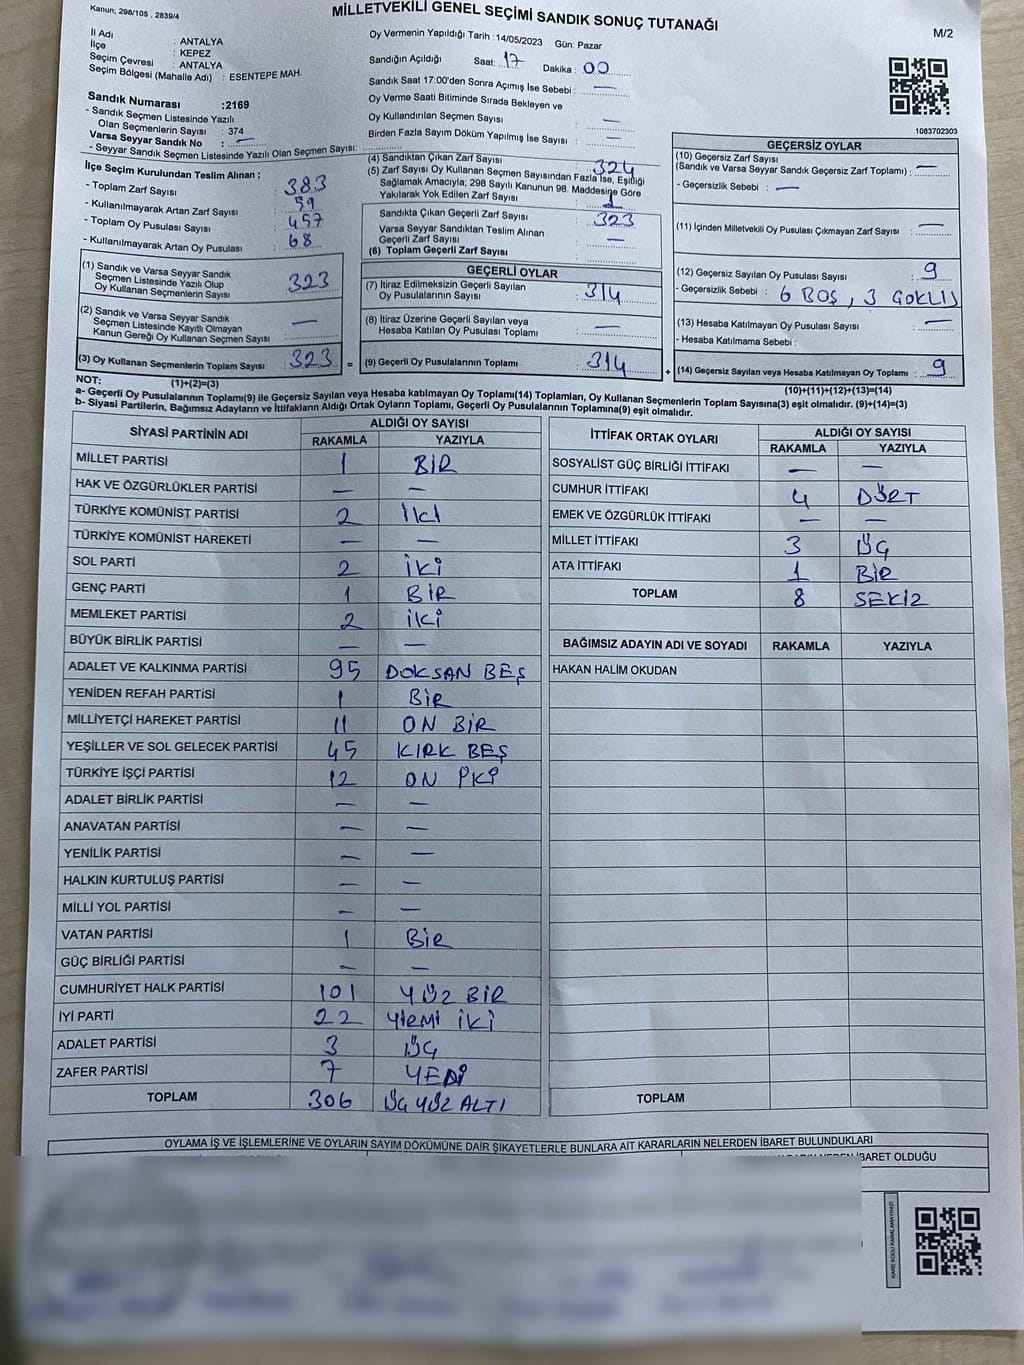 Kanun; 298/105 , 2839/4
MİLLETVEKİLİ GENEL SEÇİMİ SANDIK SONUÇ TUTANAĞI
M/2
İl Adı : ANTALYA
İlçe : KEPEZ
Seçim Çevresi : ANTALYA
Seçim Bölgesi (Mahalle Adı) : ESENTEPE MAH.
Sandık Numarası :2169
- Sandık Seçmen Listesinde Yazılı
Olan Seçmenlerin Sayısı : 374
Varsa Seyyar Sandık No : —
- Seyyar Sandık Seçmen Listesinde Yazılı Olan Seçmen Sayısı:
Oy Vermenin Yapıldığı Tarih : 14/05/2023 Gün: Pazar
Sandığın Açıldığı Saat: 17 Dakika : 00
Sandık Saat 17:00'den Sonra Açımış İse Sebebi : —
Oy Verme Saati Bitiminde Sırada Bekleyen ve
Oy Kullandırılan Seçmen Sayısı : —
Birden Fazla Sayım Döküm Yapılmış İse Sayısı : —
1083702303
İlçe Seçim Kurulundan Teslim Alınan ;
- Toplam Zarf Sayısı : 383
- Kullanılmayarak Artan Zarf Sayısı : 59
- Toplam Oy Pusulası Sayısı : 457
- Kullanılmayarak Artan Oy Pusulası : 68
(1) Sandık ve Varsa Seyyar Sandık
Seçmen Listesinde Yazılı Olup
Oy Kullanan Seçmenlerin Sayısı : 323
(2) Sandık ve Varsa Seyyar Sandık
Seçmen Listesinde Kayıtlı Olmayan
Kanun Gereği Oy Kullanan Seçmen Sayısı : —
(3) Oy Kullanan Seçmenlerin Toplam Sayısı : 323 =
(4) Sandıktan Çıkan Zarf Sayısı : 324
(5) Zarf Sayısı Oy Kullanan Seçmen Sayısından Fazla İse, Eşitliği
Sağlamak Amacıyla; 298 Sayılı Kanunun 98. Maddesine Göre
Yakılarak Yok Edilen Zarf Sayısı : 1
Sandıkta Çıkan Geçerli Zarf Sayısı : 323
Varsa Seyyar Sandıktan Teslim Alınan
Geçerli Zarf Sayısı : —
(6) Toplam Geçerli Zarf Sayısı :
GEÇERLİ OYLAR
(7) İtiraz Edilmeksizin Geçerli Sayılan
Oy Pusulalarının Sayısı : 314
(8) İtiraz Üzerine Geçerli Sayılan veya
Hesaba Katılan Oy Pusulası Toplamı : —
(9) Geçerli Oy Pusulalarının Toplamı : 314 +
GEÇERSİZ OYLAR
(10) Geçersiz Zarf Sayısı
(Sandık ve Varsa Seyyar Sandık Geçersiz Zarf Toplamı) : —
- Geçersizlik Sebebi : —
(11) İçinden Milletvekili Oy Pusulası Çıkmayan Zarf Sayısı : —
(12) Geçersiz Sayılan Oy Pusulası Sayısı : 9
- Geçersizlik Sebebi : 6 BOŞ , 3 ÇOKLU
(13) Hesaba Katılmayan Oy Pusulası Sayısı : —
- Hesaba Katılmama Sebebi :
(14) Geçersiz Sayılan veya Hesaba Katılmayan Oy Toplamı : 9
NOT: (1)+(2)=(3) (10)+(11)+(12)+(13)=(14)
a- Geçerli Oy Pusulaları Toplamı(9) ile Geçersiz Sayılan veya Hesaba katılmayan Oy Toplamı(14) Toplamları, Oy Kullanan Seçmenlerin Toplam Sayısına(3) eşit olmalıdır. (9)+(14)=(3)
b- Siyasi Partilerin, Bağımsız Adayların ve İttifakların Aldığı Ortak Oyların Toplamı, Geçerli Oy Pusulalarının Toplamına(9) eşit olmalıdır.
SİYASİ PARTİNİN ADI ALDIĞI OY SAYISI
RAKAMLA YAZIYLA
MİLLET PARTİSİ 1 BİR
HAK VE ÖZGÜRLÜKLER PARTİSİ — —
TÜRKİYE KOMÜNİST PARTİSİ 2 İKİ
TÜRKİYE KOMÜNİST HAREKETİ — —
SOL PARTİ 2 İKİ
GENÇ PARTİ 1 BİR
MEMLEKET PARTİSİ 2 İKİ
BÜYÜK BİRLİK PARTİSİ — —
ADALET VE KALKINMA PARTİSİ 95 DOKSAN BEŞ
YENİDEN REFAH PARTİSİ 1 BİR
MİLLİYETÇİ HAREKET PARTİSİ 11 ON BİR
YEŞİLLER VE SOL GELECEK PARTİSİ 45 KIRK BEŞ
TÜRKİYE İŞÇİ PARTİSİ 12 ON İKİ
ADALET BİRLİK PARTİSİ — —
ANAVATAN PARTİSİ — —
YENİLİK PARTİSİ — —
HALKIN KURTULUŞ PARTİSİ — —
MİLLİ YOL PARTİSİ — —
VATAN PARTİSİ 1 BİR
GÜÇ BİRLİĞİ PARTİSİ — —
CUMHURİYET HALK PARTİSİ 101 YÜZ BİR
İYİ PARTİ 22 YİRMİ İKİ
ADALET PARTİSİ 3 ÜÇ
ZAFER PARTİSİ 7 YEDİ
TOPLAM 306 ÜÇ YÜZ ALTI
İTTİFAK ORTAK OYLARI ALDIĞI OY SAYISI
RAKAMLA YAZIYLA
SOSYALİST GÜÇ BİRLİĞİ İTTİFAKI — —
CUMHUR İTTİFAKI 4 DÖRT
EMEK VE ÖZGÜRLÜK İTTİFAKI — —
MİLLET İTTİFAKI 3 ÜÇ
ATA İTTİFAKI 1 BİR
TOPLAM 8 SEKİZ
BAĞIMSIZ ADAYIN ADI VE SOYADI RAKAMLA YAZIYLA
HAKAN HALİM OKUDAN
TOPLAM
OYLAMA İŞ VE İŞLEMLERİNE VE OYLARIN SAYIM DÖKÜMÜNE DAİR ŞİKAYETLERLE BUNLARA AİT KARARLARIN NELERDEN İBARET BULUNDUKLARI
İBARET OLDUĞU
KARE KODU KARALAMAYINIZ!